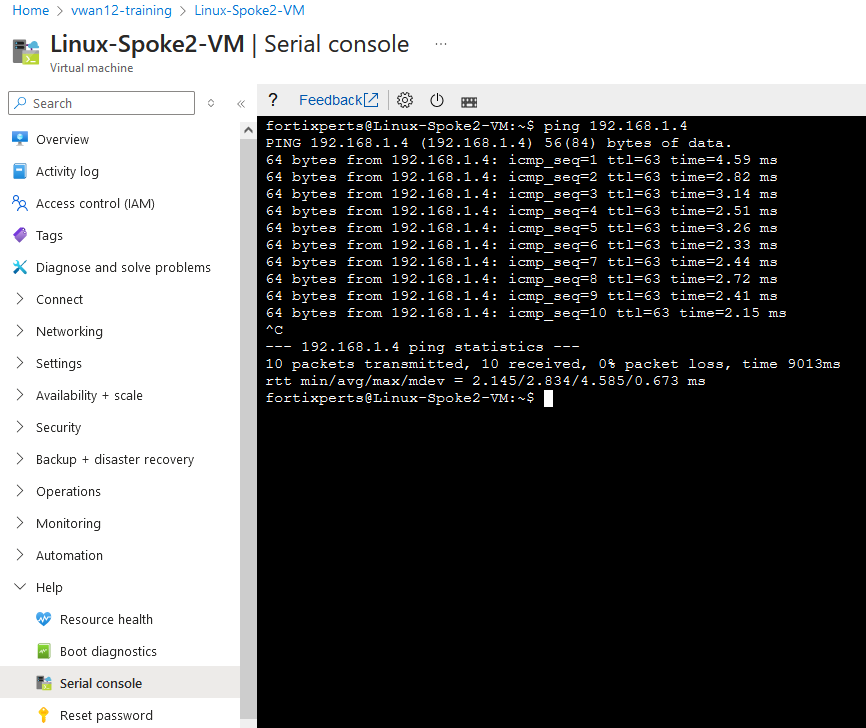 Home > vwan12-training > Linux-Spoke2-VM
Linux-Spoke2-VM | Serial console ...
Virtual machine
Search
Overview
Activity log
Access control (IAM)
Tags
Diagnose and solve problems
Connect
Networking
Settings
Availability + scale
Security
Backup + disaster recovery
Operations
Monitoring
Automation
Help
Resource health
Boot diagnostics
Serial console
Reset password
? Feedback
fortixperts@Linux-Spoke2-VM:~$ ping 192.168.1.4
PING 192.168.1.4 (192.168.1.4) 56(84) bytes of data.
64 bytes from 192.168.1.4: icmp_seq=1 ttl=63 time=4.59 ms
64 bytes from 192.168.1.4: icmp_seq=2 ttl=63 time=2.82 ms
64 bytes from 192.168.1.4: icmp_seq=3 ttl=63 time=3.14 ms
64 bytes from 192.168.1.4: icmp_seq=4 ttl=63 time=2.51 ms
64 bytes from 192.168.1.4: icmp_seq=5 ttl=63 time=3.26 ms
64 bytes from 192.168.1.4: icmp_seq=6 ttl=63 time=2.33 ms
64 bytes from 192.168.1.4: icmp_seq=7 ttl=63 time=2.44 ms
64 bytes from 192.168.1.4: icmp_seq=8 ttl=63 time=2.72 ms
64 bytes from 192.168.1.4: icmp_seq=9 ttl=63 time=2.41 ms
64 bytes from 192.168.1.4: icmp_seq=10 ttl=63 time=2.15 ms
^C
--- 192.168.1.4 ping statistics ---
10 packets transmitted, 10 received, 0% packet loss, time 9013ms
rtt min/avg/max/mdev = 2.145/2.834/4.585/0.673 ms
fortixperts@Linux-Spoke2-VM:~$